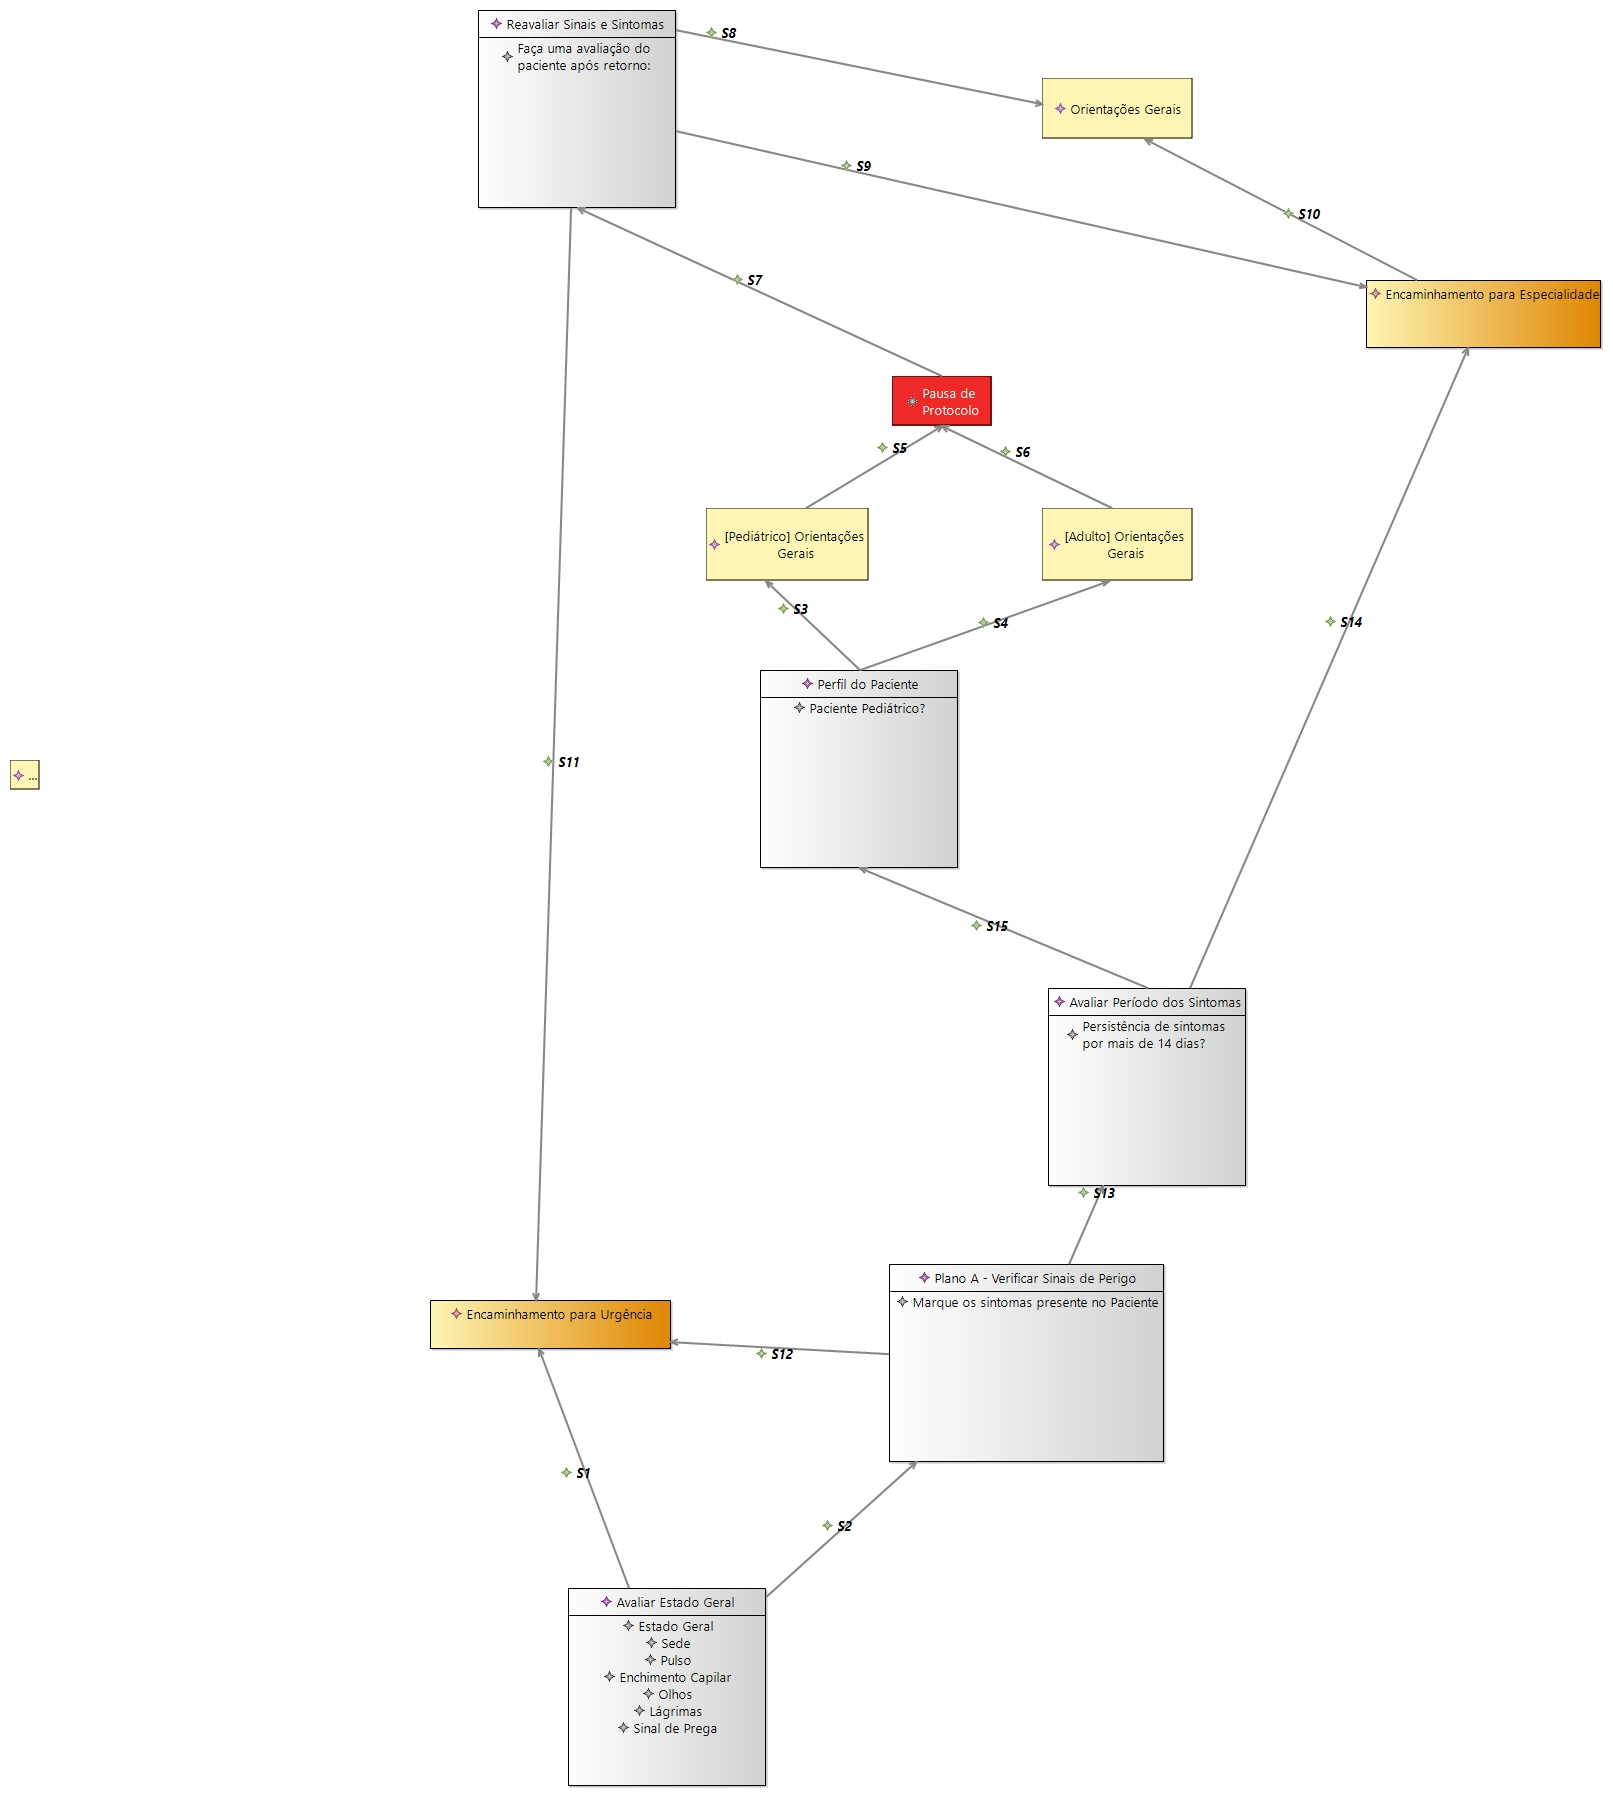 Reavaliar Sinais e Sintomas
Faça uma avaliação do
paciente após retorno:
S8
Orientações Gerais
S9
S10
S7
Encaminhamento para Especialidade
Pausa de
Protocolo
S5
S6
[Pediátrico] Orientações
Gerais
[Adulto] Orientações
Gerais
S3
S4
S14
Perfil do Paciente
Paciente Pediátrico?
S11
...
S15
Avaliar Período dos Sintomas
Persistência de sintomas
por mais de 14 dias?
S13
Plano A - Verificar Sinais de Perigo
Marque os sintomas presente no Paciente
Encaminhamento para Urgência
S12
S1
S2
Avaliar Estado Geral
Estado Geral
Sede
Pulso
Enchimento Capilar
Olhos
Lágrimas
Sinal de Prega